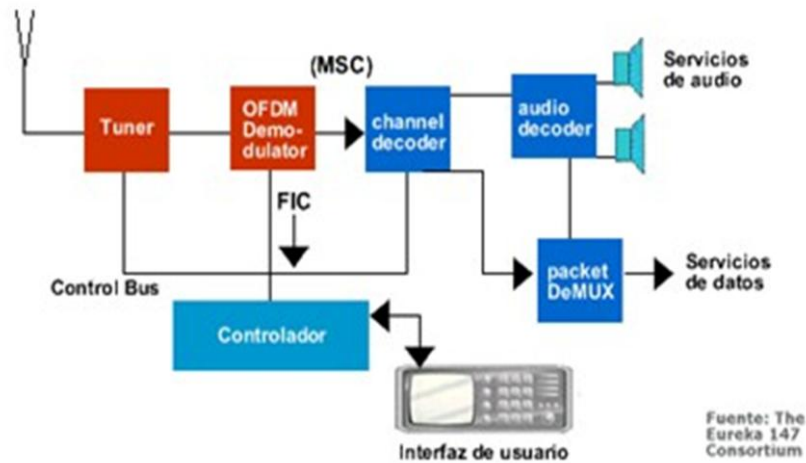 (MSC)
Servicios
de audio
Tuner
OFDM
Demo-
dulator
channel
decoder
audio
decoder
FIC
Control Bus
packet
DeMUX
Servicios
de datos
Controlador
Interfaz de usuario
Fuente: The
Eureka 147
Consortium